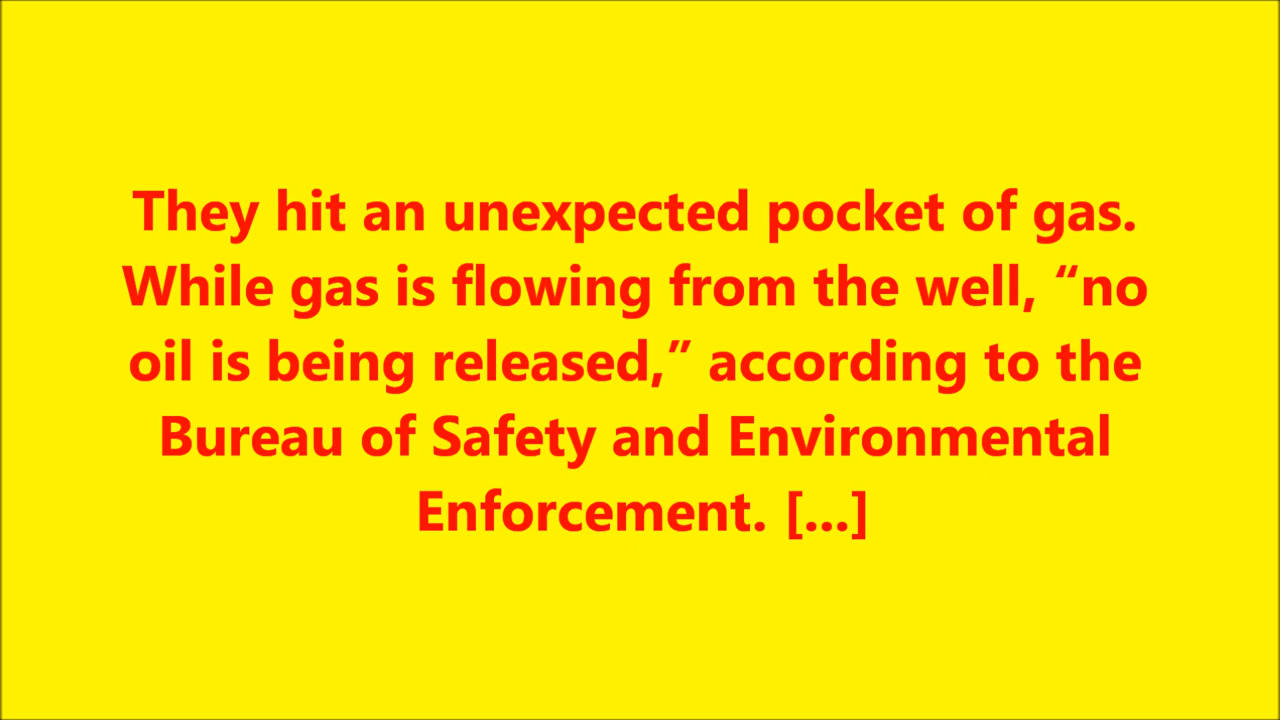 They hit an unexpected pocket of gas.
While gas is flowing from the well, “no
oil is being released,” according to the
Bureau of Safety and Environmental
Enforcement. [...]